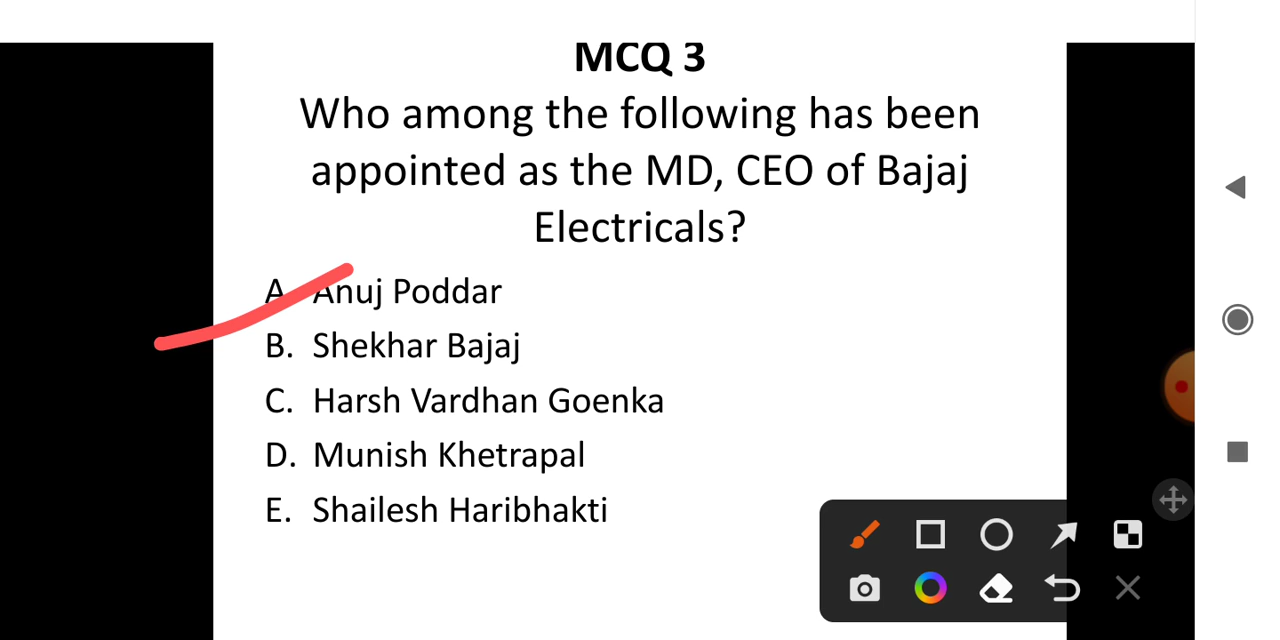 MCQ 3
Who among the following has been
appointed as the MD, CEO of Bajaj
Electricals?
A. Anuj Poddar
B. Shekhar Bajaj
C. Harsh Vardhan Goenka
D. Munish Khetrapal
E. Shailesh Haribhakti